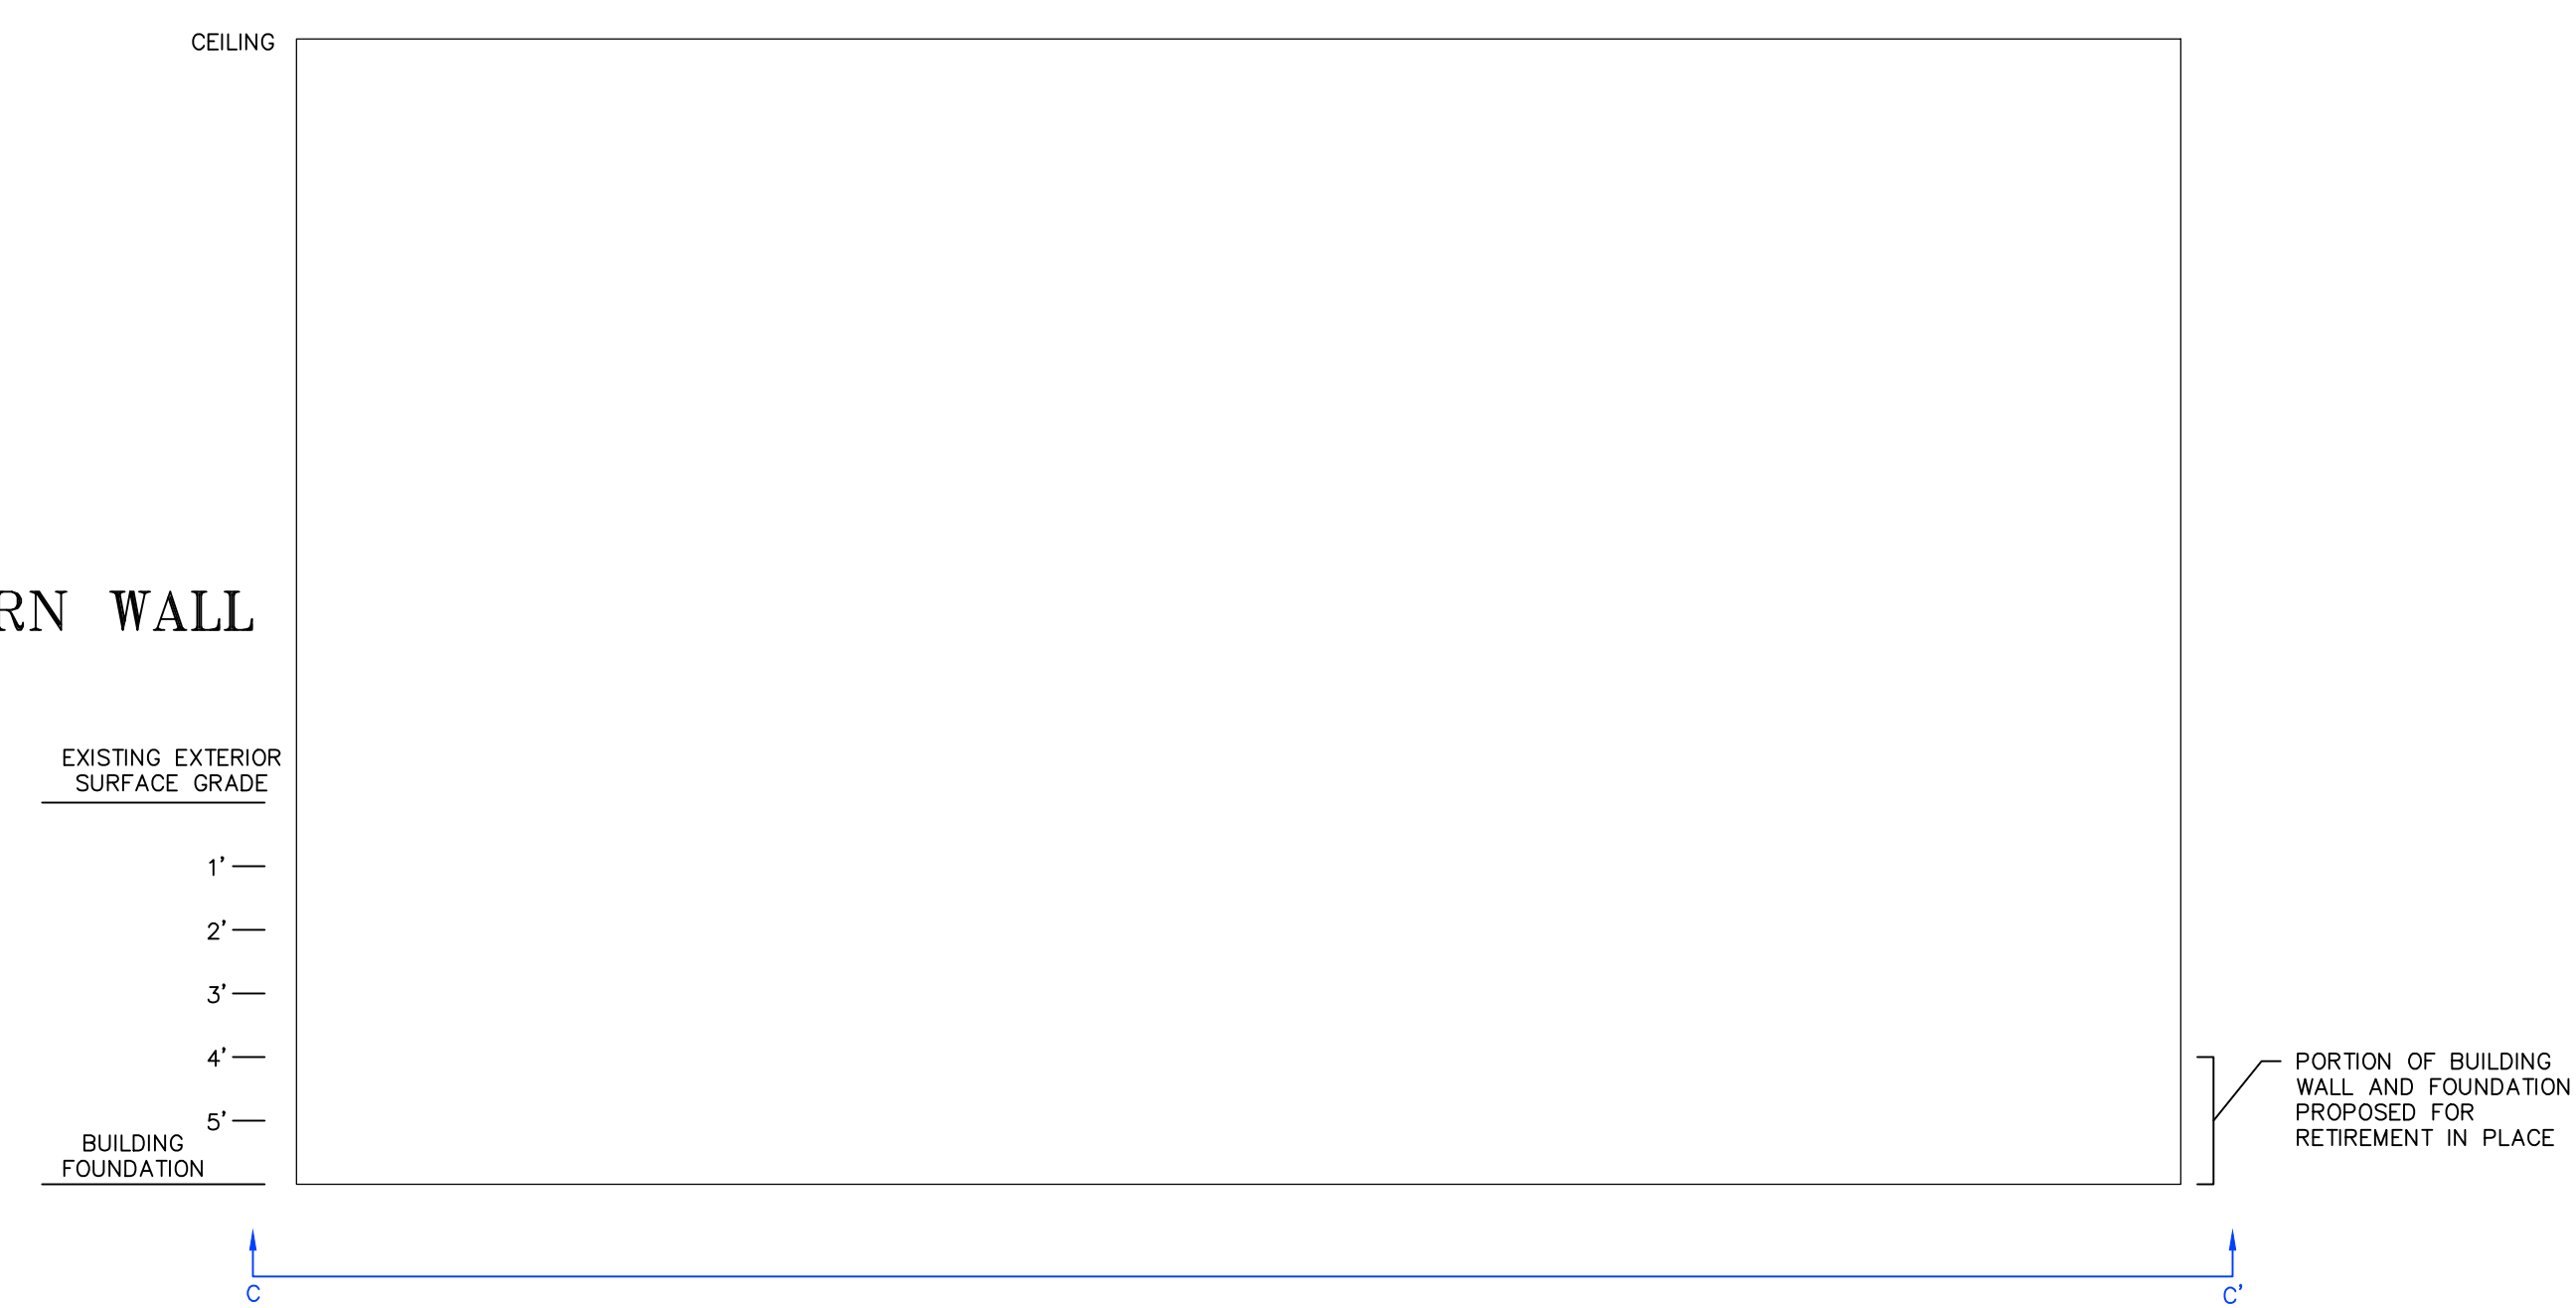 CEILING
WALL
EXISTING EXTERIOR
SURFACE GRADE
1'
2'
3'
4'
5'
BUILDING
FOUNDATION
PORTION OF BUILDING
WALL AND FOUNDATION
PROPOSED FOR
RETIREMENT IN PLACE
C
C'